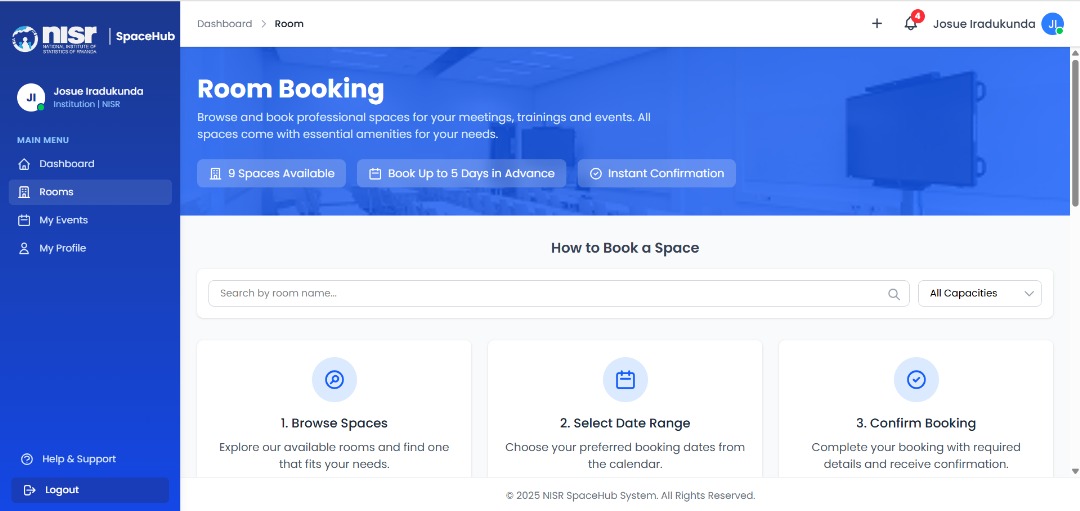 nisr
NATIONAL INSTITUTE OF
STATISTICS OF RWANDA
SpaceHub
JI
Josue Iradukunda
Institution | NISR
MAIN MENU
Dashboard
Rooms
My Events
My Profile
Help & Support
Logout
Dashboard > Room
+
4
Josue Iradukunda
JI
Room Booking
Browse and book professional spaces for your meetings, trainings and events. All
spaces come with essential amenities for your needs.
9 Spaces Available
Book Up to 5 Days in Advance
Instant Confirmation
How to Book a Space
Search by room name...
All Capacities
1. Browse Spaces
Explore our available rooms and find one
that fits your needs.
2. Select Date Range
Choose your preferred booking dates from
the calendar.
3. Confirm Booking
Complete your booking with required
details and receive confirmation.
© 2025 NISR SpaceHub System. All Rights Reserved.